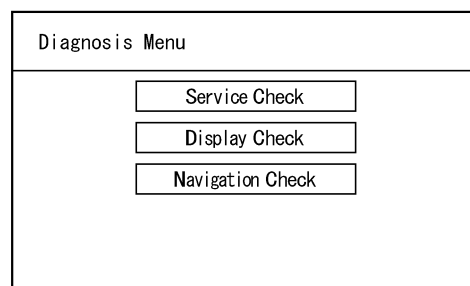 Diagnosis Menu
Service Check
Display Check
Navigation Check